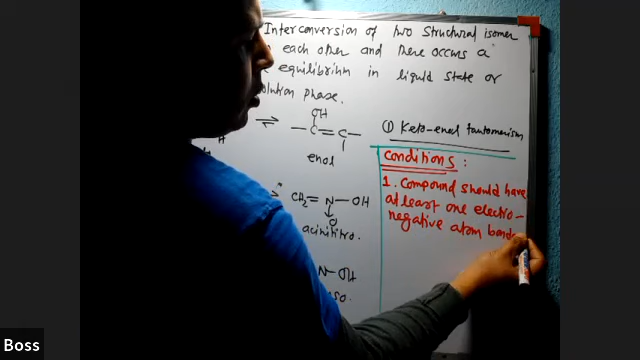 Interconversion of two structural isomer
each other and there occurs a
equilibrium in liquid state or
phase.
OH
⇌ -C=C-
enol
① Keto-enol tautomerism
Conditions:
1. Compound should have
at least one electro-
negative atom bond
CH₂=N-OH
↓
O
acinitro.
N-OH
so.
H
Boss